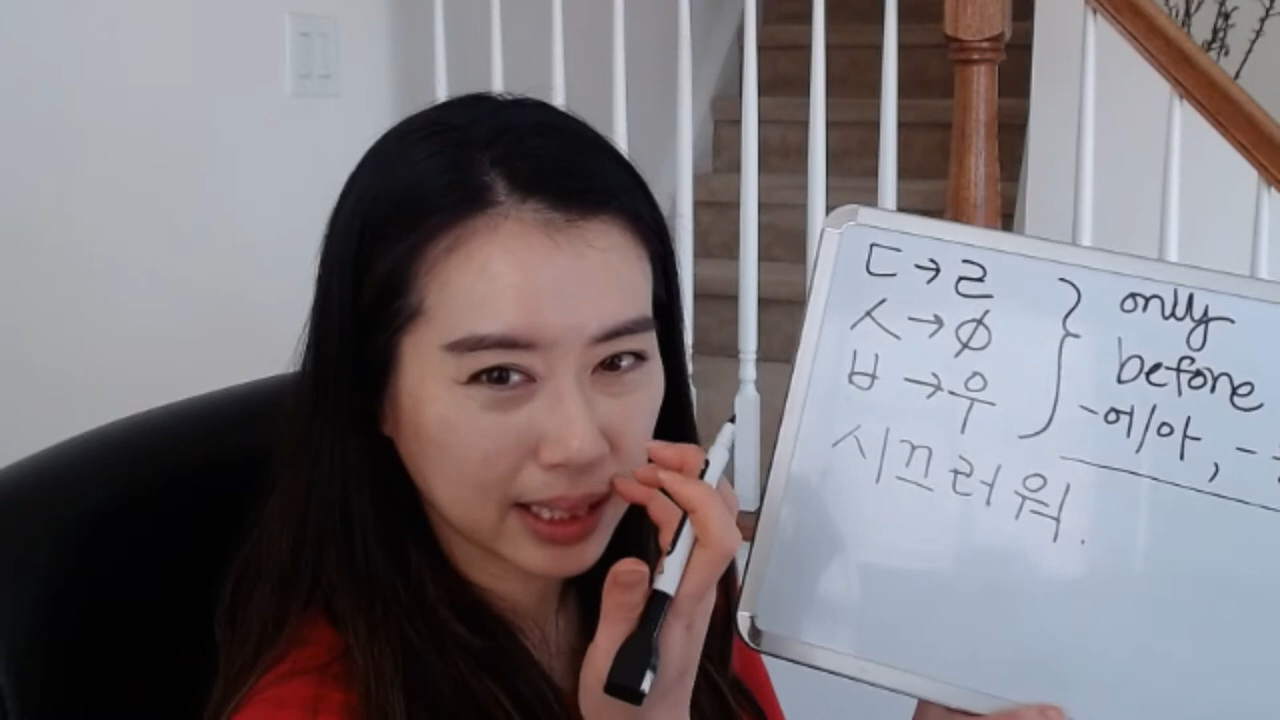 ㄷ→ㄹ
ㅅ→∅
ㅂ→우
} only
before
-어/아, -
시끄러워.